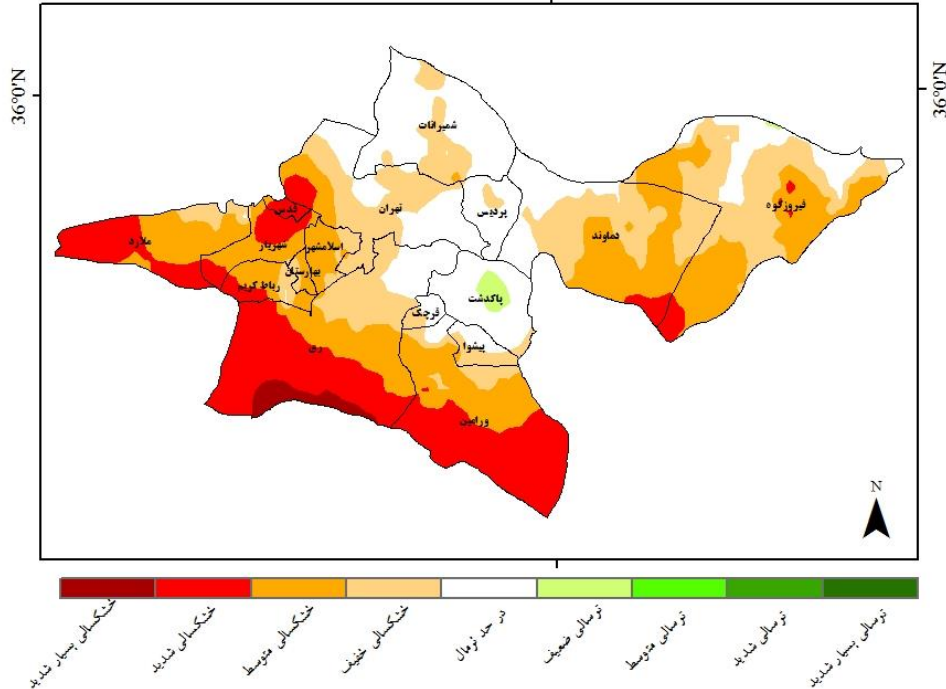 36°0'N
36°0'N
شمیرانات
تهران
پردیس
دماوند
فیروزکوه
قدس
ملارد
شهریار
اسلامشهر
بهارستان
رباط کریم
پاکدشت
قرچک
پیشوا
ری
ورامین
N
خشکسالی بسیار شدید
خشکسالی شدید
خشکسالی متوسط
خشکسالی خفیف
در حد نرمال
ترسالی ضعیف
ترسالی متوسط
ترسالی شدید
ترسالی بسیار شدید